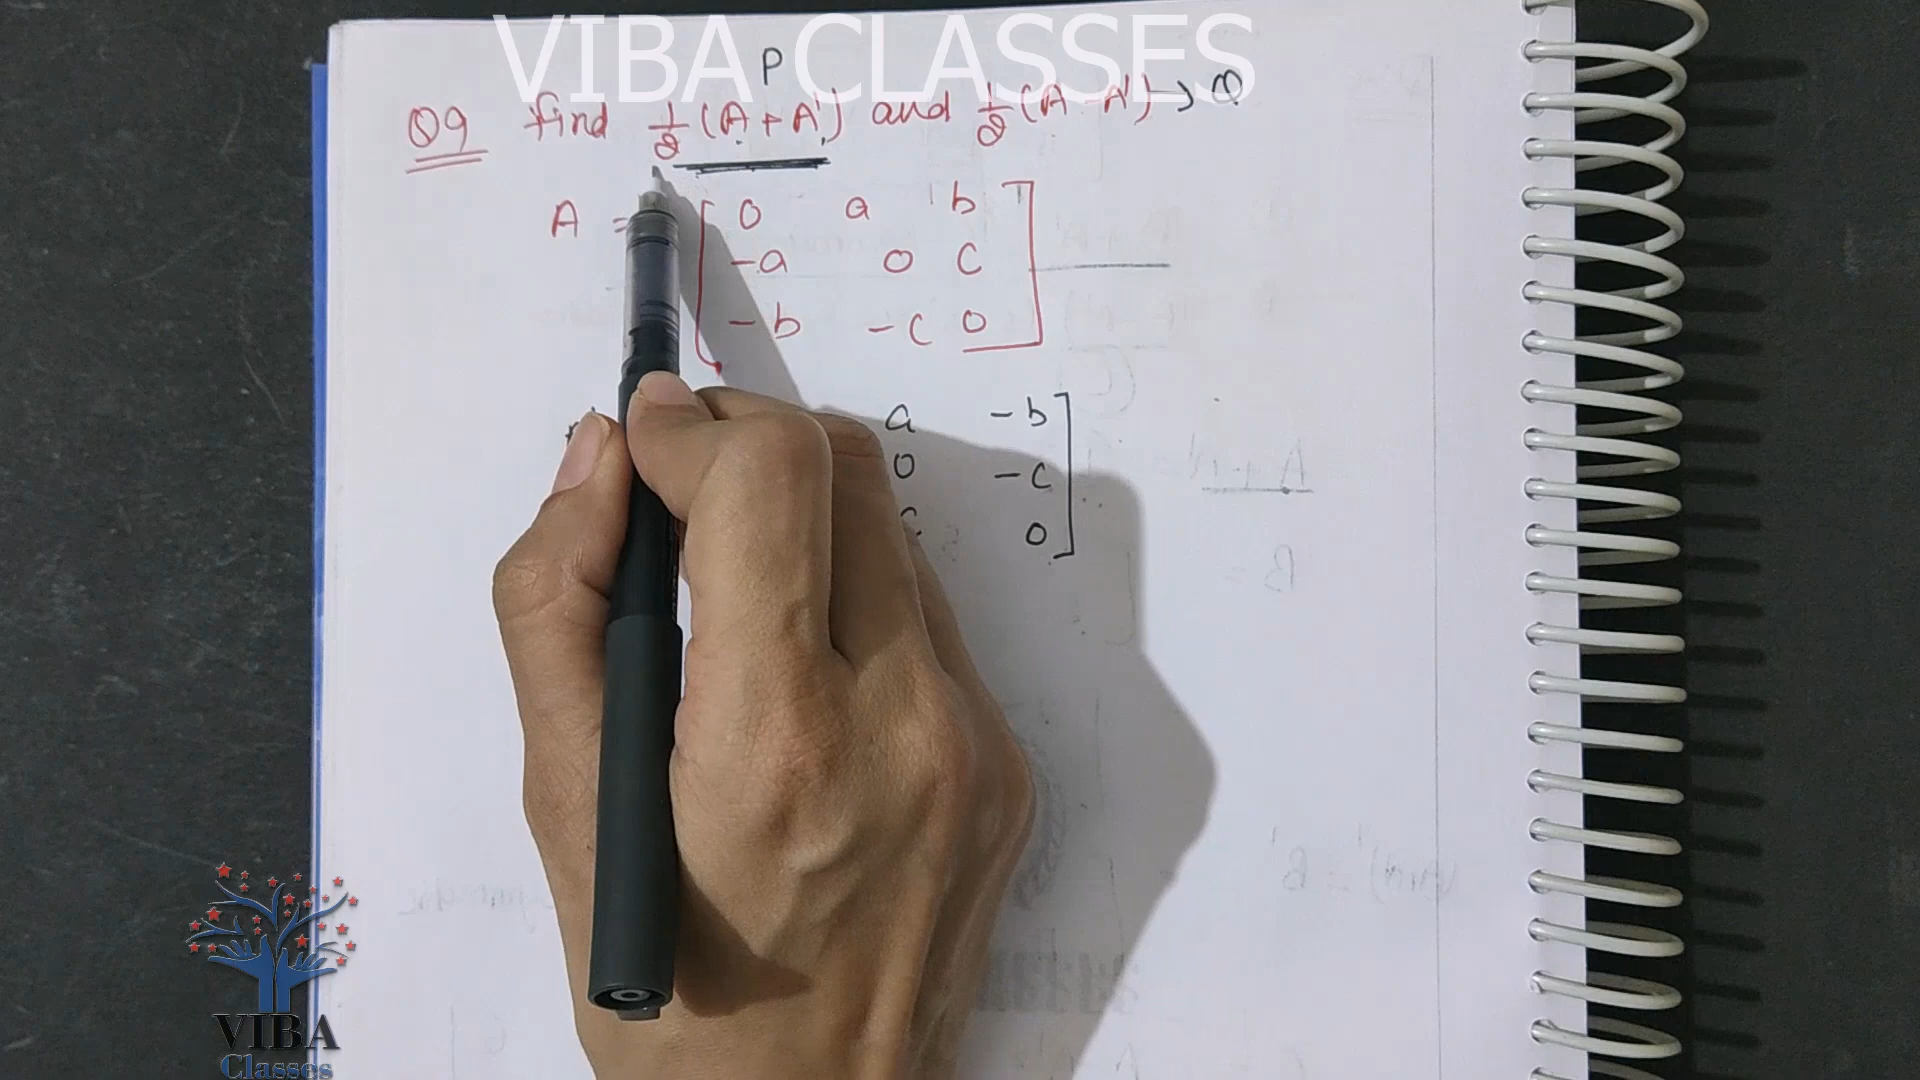 VIBA CLASSES
P
Q9 find 1/2 (A + A') and 1/2 (A - A') → Q
A = [ 0 a b ]
-a 0 c
-b -c 0
a -b
0 -c
c 0
VIBA
Classes